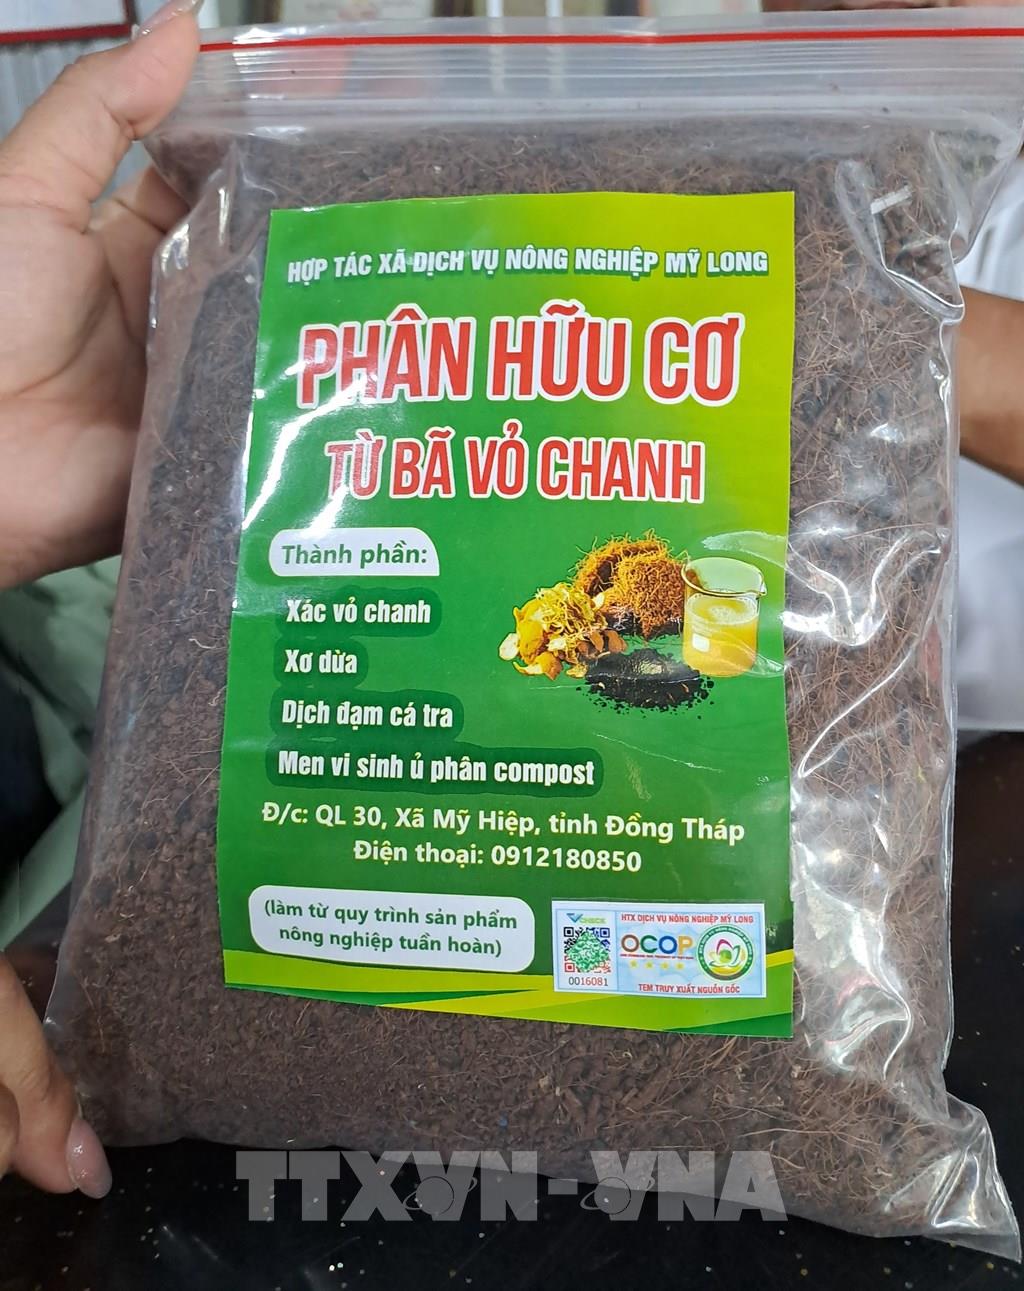 HỢP TÁC XÃ DỊCH VỤ NÔNG NGHIỆP MỸ LONG
PHÂN HỮU CƠ
TỪ BÃ VỎ CHANH
Thành phần:
Xác vỏ chanh
Xơ dừa
Dịch đạm cá tra
Men vi sinh ủ phân compost
Đ/c: QL 30, Xã Mỹ Hiệp, tỉnh Đồng Tháp
Điện thoại: 0912180850
(làm từ quy trình sản phẩm
nông nghiệp tuần hoàn)
CHECK
0016081
HTX DỊCH VỤ NÔNG NGHIỆP MỸ LONG
OCOP
TEM TRUY XUẤT NGUỒN GỐC
TTXVN-VNA